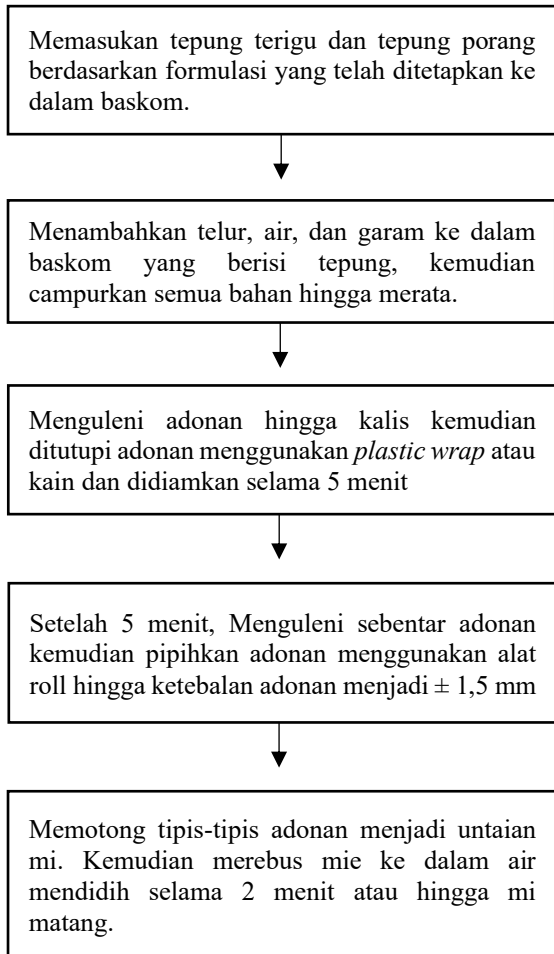 Memasukan tepung terigu dan tepung porang
berdasarkan formulasi yang telah ditetapkan ke
dalam baskom.
Menambahkan telur, air, dan garam ke dalam
baskom yang berisi tepung, kemudian
campurkan semua bahan hingga merata.
Menguleni adonan hingga kalis kemudian
ditutupi adonan menggunakan plastic wrap atau
kain dan didiamkan selama 5 menit
Setelah 5 menit, Menguleni sebentar adonan
kemudian pipihkan adonan menggunakan alat
roll hingga ketebalan adonan menjadi ± 1,5 mm
Memotong tipis-tipis adonan menjadi untaian
mi. Kemudian merebus mie ke dalam air
mendidih selama 2 menit atau hingga mi
matang.